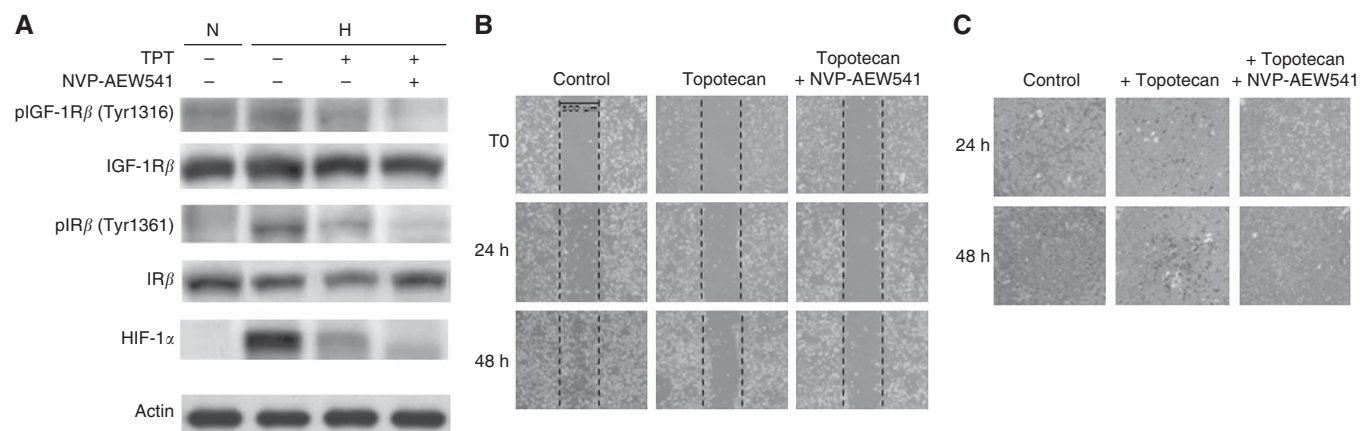 A
N H
TPT – – + +
NVP-AEW541 – – – +
pIGF-1Rβ (Tyr1316)
IGF-1Rβ
pIRβ (Tyr1361)
IRβ
HIF-1α
Actin
B
Control
Topotecan
Topotecan
+ NVP-AEW541
T0
24 h
48 h
C
Control
+ Topotecan
+ Topotecan
+ NVP-AEW541
24 h
48 h